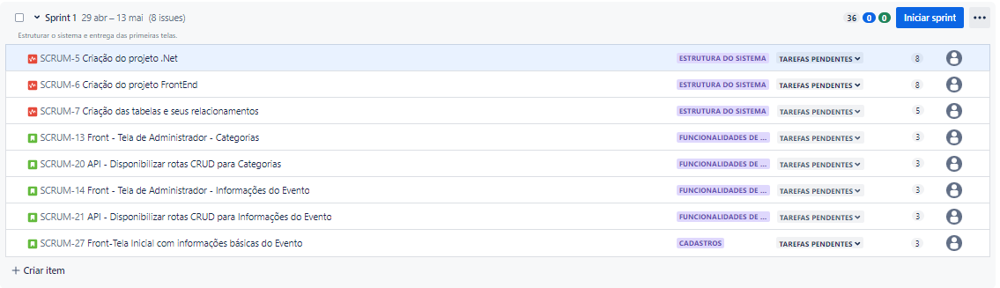 Sprint 1 29 abr – 13 mai (8 issues) 36 0 0 Iniciar sprint
Estruturar o sistema e entrega das primeiras telas.
SCRUM-5 Criação do projeto .Net ESTRUTURA DO SISTEMA TAREFAS PENDENTES 8
SCRUM-6 Criação do projeto FrontEnd ESTRUTURA DO SISTEMA TAREFAS PENDENTES 8
SCRUM-7 Criação das tabelas e seus relacionamentos ESTRUTURA DO SISTEMA TAREFAS PENDENTES 5
SCRUM-13 Front - Tela de Administrador - Categorias FUNCIONALIDADES DE ... TAREFAS PENDENTES 3
SCRUM-20 API - Disponibilizar rotas CRUD para Categorias FUNCIONALIDADES DE ... TAREFAS PENDENTES 3
SCRUM-14 Front - Tela de Administrador - Informações do Evento FUNCIONALIDADES DE ... TAREFAS PENDENTES 3
SCRUM-21 API - Disponibilizar rotas CRUD para Informações do Evento FUNCIONALIDADES DE ... TAREFAS PENDENTES 3
SCRUM-27 Front-Tela Inicial com informações básicas do Evento CADASTROS TAREFAS PENDENTES 3
+ Criar item